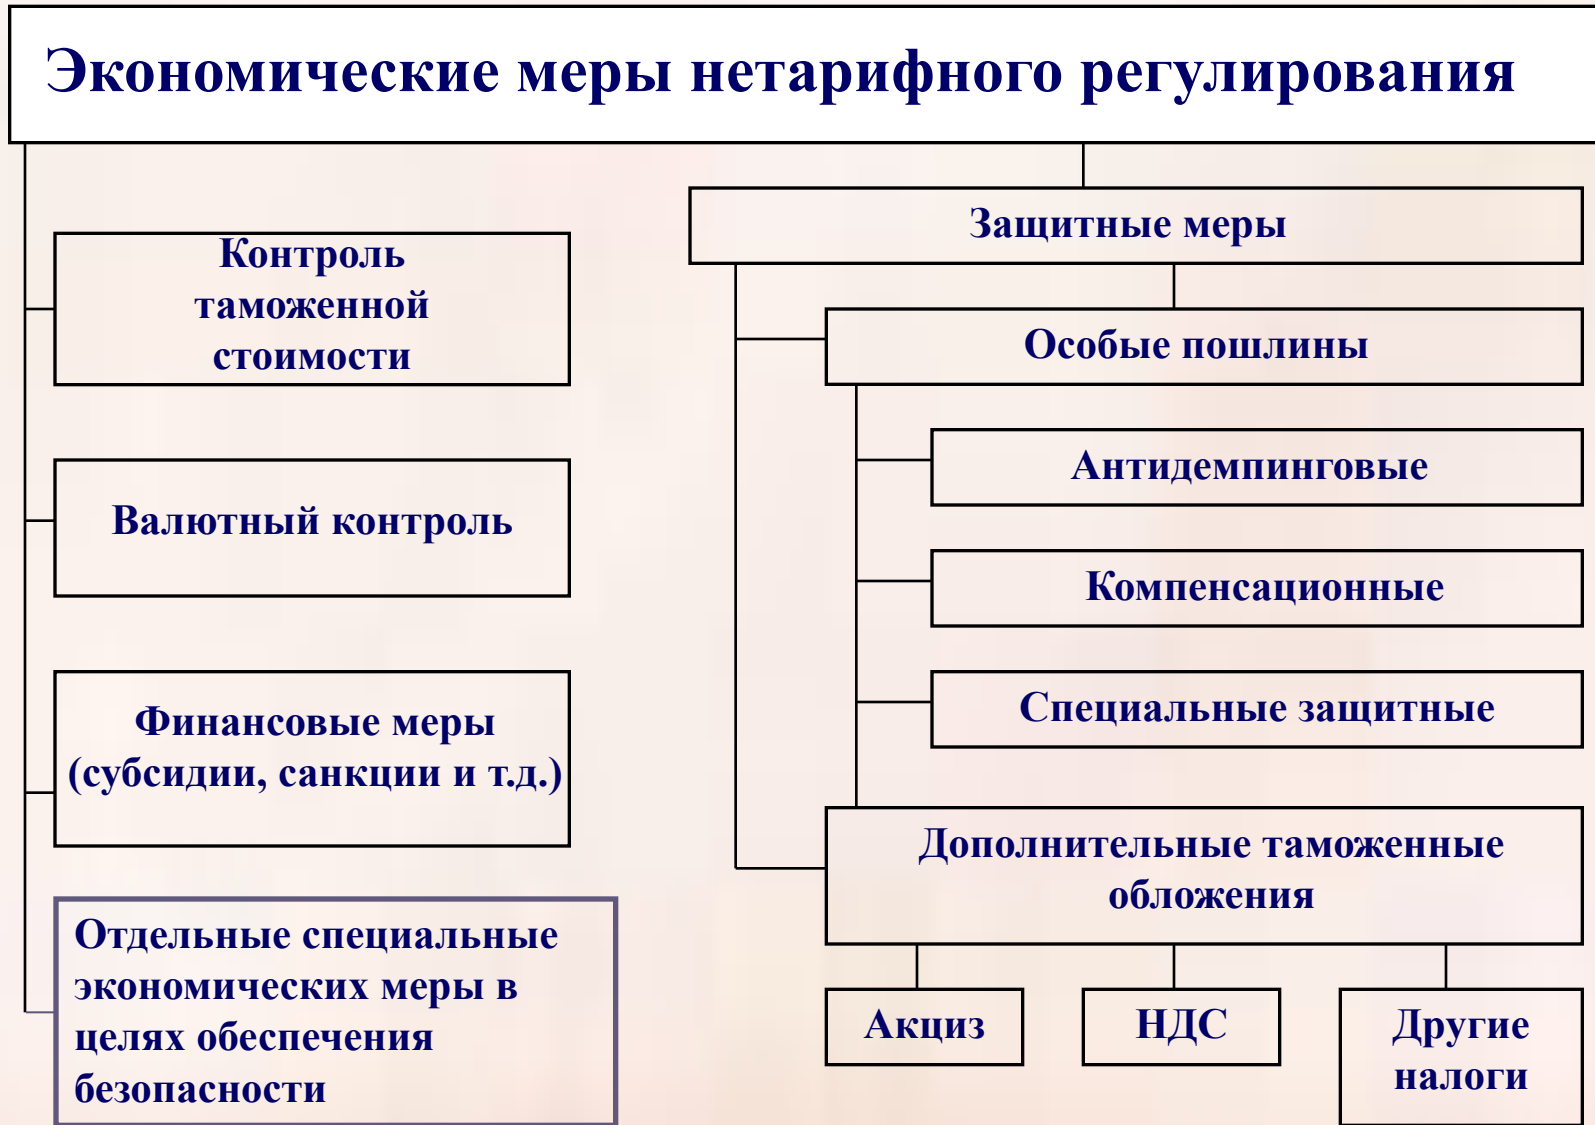 Экономические меры нетарифного регулирования
Контроль
таможенной
стоимости
Валютный контроль
Финансовые меры
(субсидии, санкции и т.д.)
Отдельные специальные
экономических меры в
целях обеспечения
безопасности
Защитные меры
Особые пошлины
Антидемпинговые
Компенсационные
Специальные защитные
Дополнительные таможенные
обложения
Акциз
НДС
Другие
налоги